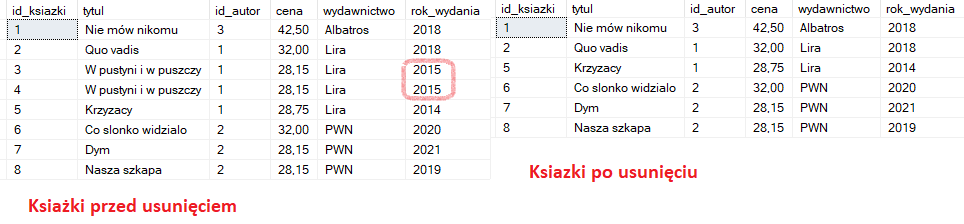 id_ksiazki tytul id_autor cena wydawnictwo rok_wydania
1 Nie mów nikomu 3 42,50 Albatros 2018
2 Quo vadis 1 32,00 Lira 2018
3 W pustyni i w puszczy 1 28,15 Lira 2015
4 W pustyni i w puszczy 1 28,15 Lira 2015
5 Krzyzacy 1 28,75 Lira 2014
6 Co slonko widzialo 2 32,00 PWN 2020
7 Dym 2 28,15 PWN 2021
8 Nasza szkapa 2 28,15 PWN 2019
Książki przed usunięciem
id_ksiazki tytul id_autor cena wydawnictwo rok_wydania
1 Nie mów nikomu 3 42,50 Albatros 2018
2 Quo vadis 1 32,00 Lira 2018
5 Krzyzacy 1 28,75 Lira 2014
6 Co slonko widzialo 2 32,00 PWN 2020
7 Dym 2 28,15 PWN 2021
8 Nasza szkapa 2 28,15 PWN 2019
Ksiazki po usunięciu